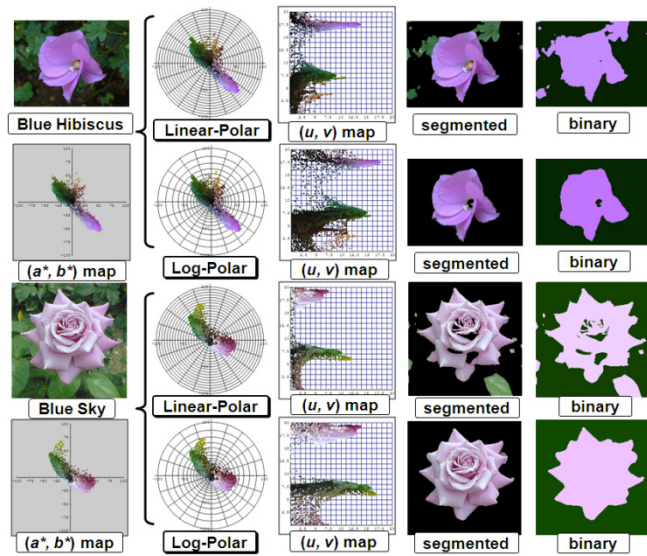 Blue Hibiscus
Linear-Polar
(u, v) map
segmented
binary
(a*, b*) map
Log-Polar
(u, v) map
segmented
binary
Blue Sky
Linear-Polar
(u, v) map
segmented
binary
(a*, b*) map
Log-Polar
(u, v) map
segmented
binary